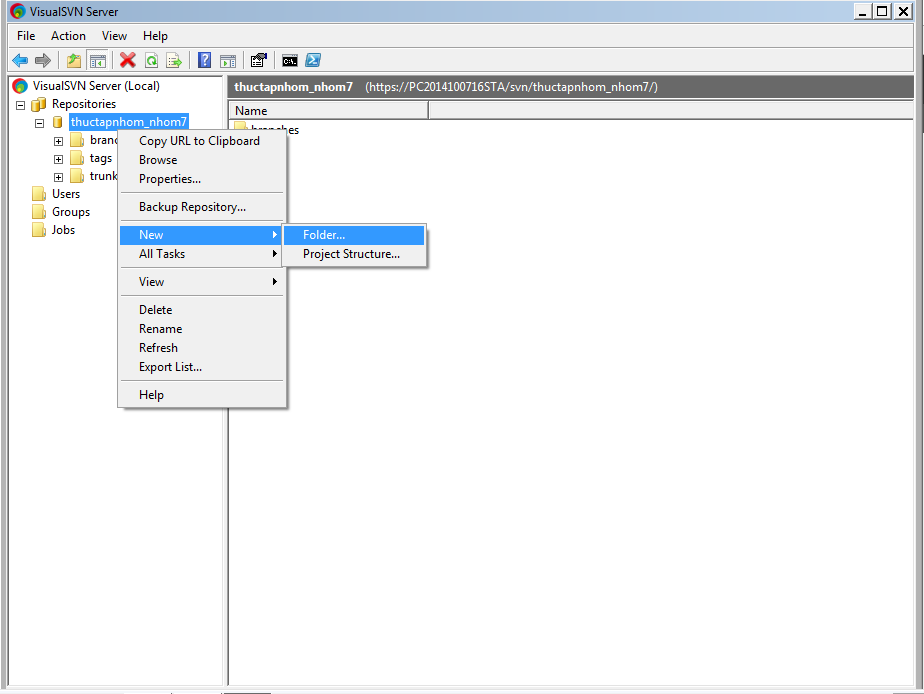 VisualSVN Server
File Action View Help
VisualSVN Server (Local)
Repositories
thuctapnhom_nhom7
branc
tags
trunk
Users
Groups
Jobs
thuctapnhom_nhom7 (https://PC2014100716STA/svn/thuctapnhom_nhom7/)
Name
branches
Copy URL to Clipboard
Browse
Properties...
Backup Repository...
New
All Tasks
View
Delete
Rename
Refresh
Export List...
Help
Folder...
Project Structure...